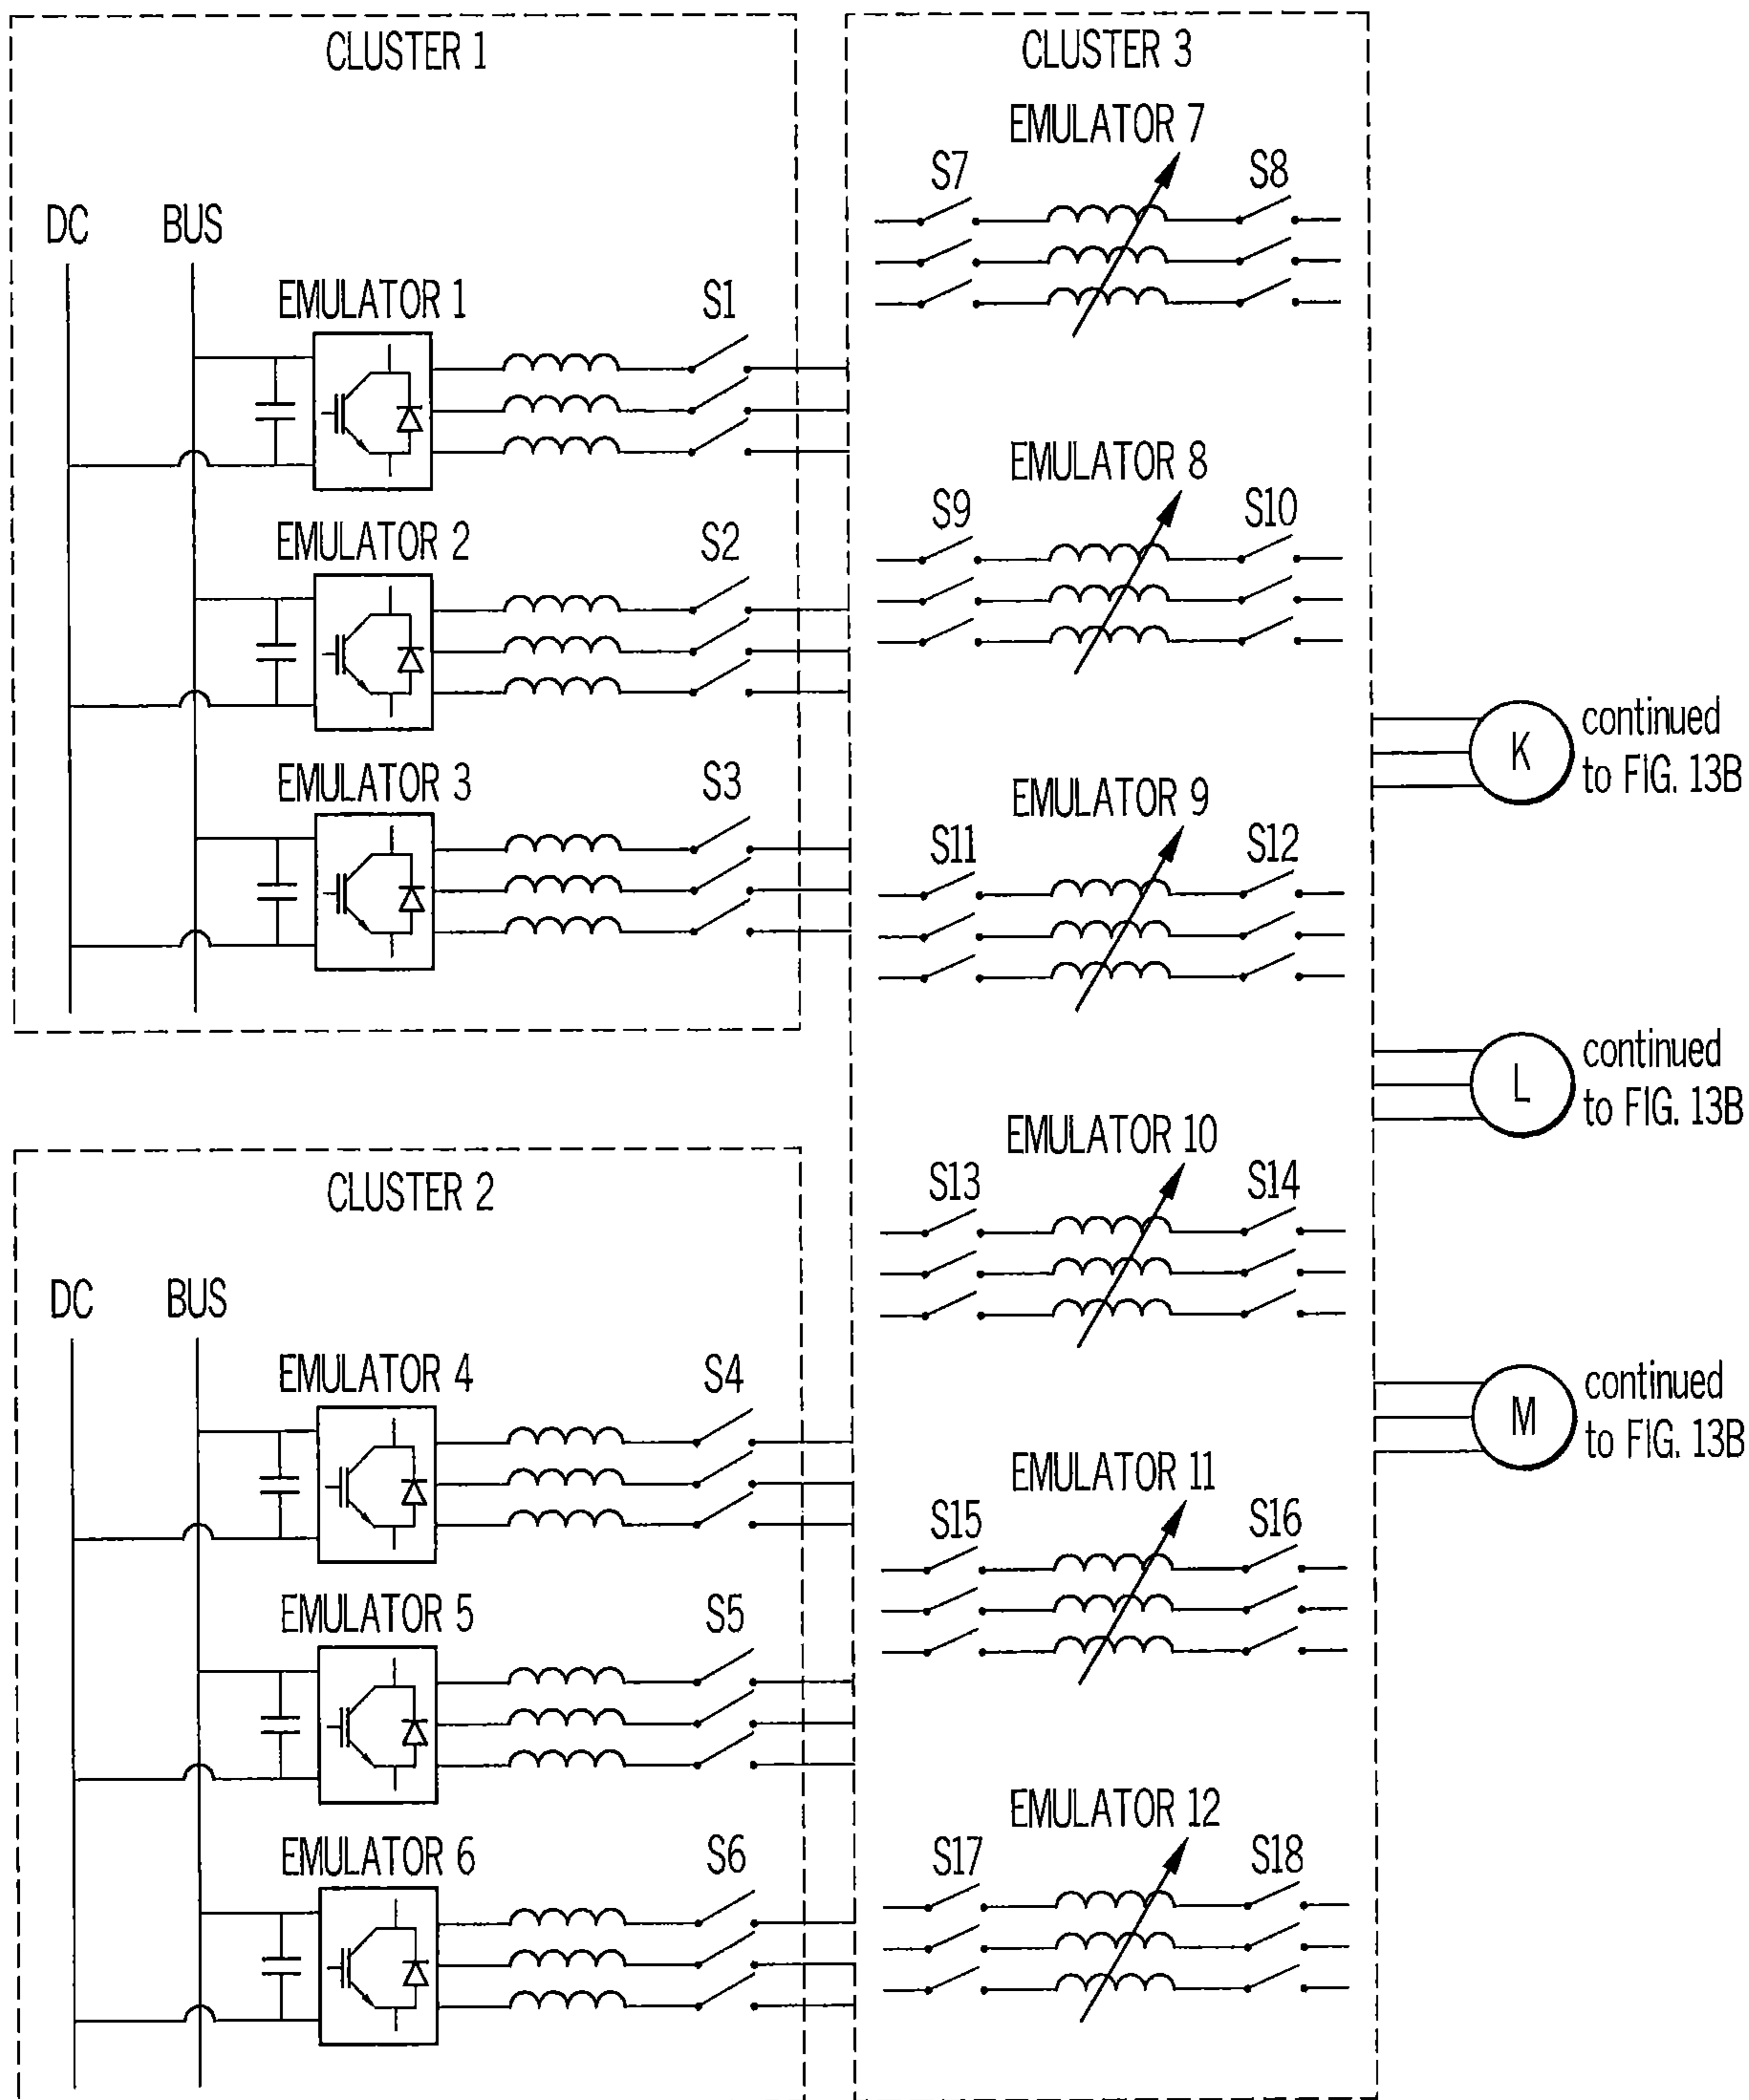 CLUSTER 1
DC BUS
EMULATOR 1 S1
EMULATOR 2 S2
EMULATOR 3 S3
CLUSTER 2
DC BUS
EMULATOR 4 S4
EMULATOR 5 S5
EMULATOR 6 S6
CLUSTER 3
EMULATOR 7
S7 S8
EMULATOR 8
S9 S10
EMULATOR 9
S11 S12
EMULATOR 10
S13 S14
EMULATOR 11
S15 S16
EMULATOR 12
S17 S18
K continued
to FIG. 13B
L continued
to FIG. 13B
M continued
to FIG. 13B